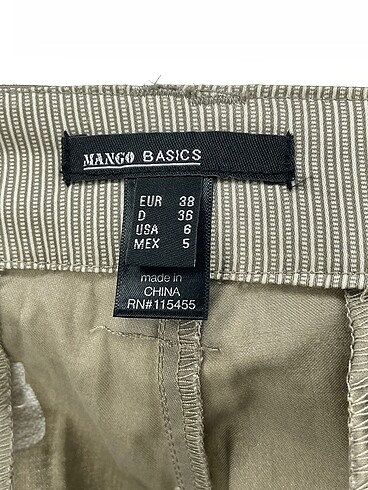 MANGO BASICS
EUR 38
D 36
USA 6
MEX 5
made in
CHINA
RN#115455